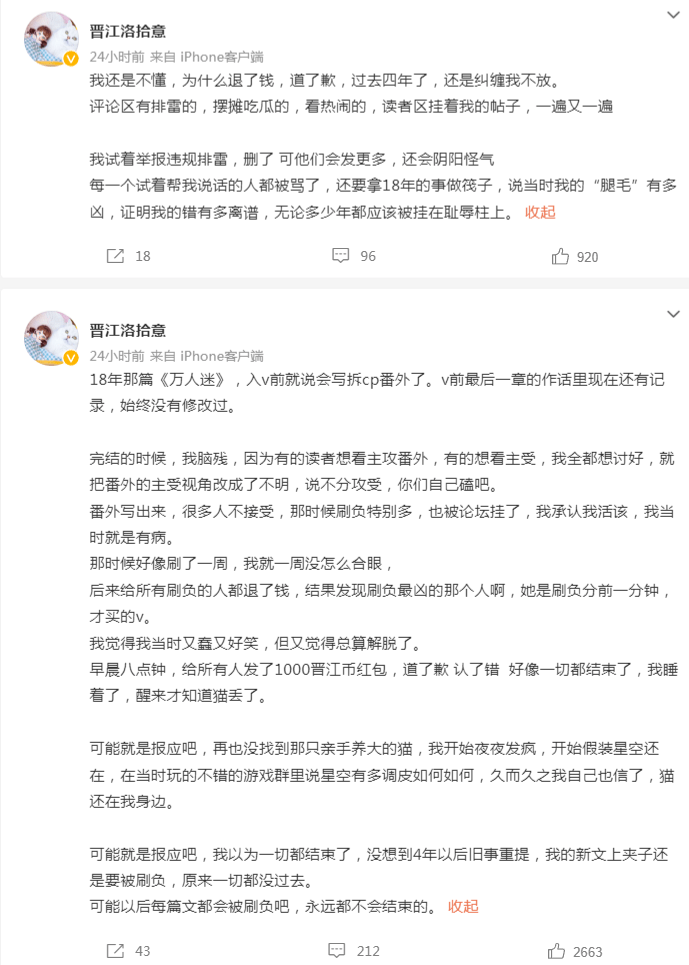 晋江洛拾意
24小时前 来自 iPhone客户端
我还是不懂，为什么退了钱，道了歉，过去四年了，还是纠缠我不放。
评论区有排雷的，摆摊吃瓜的，看热闹的，读者区挂着我的帖子，一遍又一遍
我试着举报违规排雷，删了 可他们会发更多，还会阴阳怪气
每一个试着帮我说话的人都被骂了，还要拿18年的事做筏子，说当时我的“腿毛”有多
凶，证明我的错有多离谱，无论多少年都应该被挂在耻辱柱上。 收起
18 96 920
晋江洛拾意
24小时前 来自 iPhone客户端
18年那篇《万人迷》，入v前就说会写拆cp番外了。v前最后一章的作话里现在还有记
录，始终没有修改过。
完结的时候，我脑残，因为有的读者想看主攻番外，有的想看主受，我全都想讨好，就
把番外的主受视角改成了不明，说不分攻受，你们自己磕吧。
番外写出来，很多人不接受，那时候刷负特别多，也被论坛挂了，我承认我活该，我当
时就是有病。
那时候好像刷了一周，我就一周没怎么合眼，
后来给所有刷负的人都退了钱，结果发现刷负最凶的那个人啊，她是刷负分前一分钟，
才买的v。
我觉得我当时又蠢又好笑，但又觉得总算解脱了。
早晨八点钟，给所有人发了1000晋江币红包，道了歉 认了错  好像一切都结束了，我睡
着了，醒来才知道猫丢了。
可能就是报应吧，再也没找到那只亲手养大的猫，我开始夜夜发疯，开始假装星空还
在，在当时玩的不错的游戏群里说星空有多调皮如何如何，久而久之我自己也信了，猫
还在我身边。
可能就是报应吧，我以为一切都结束了，没想到4年以后旧事重提，我的新文上夹子还
是要被刷负，原来一切都没过去。
可能以后每篇文都会被刷负吧，永远都不会结束的。 收起
43 212 2663